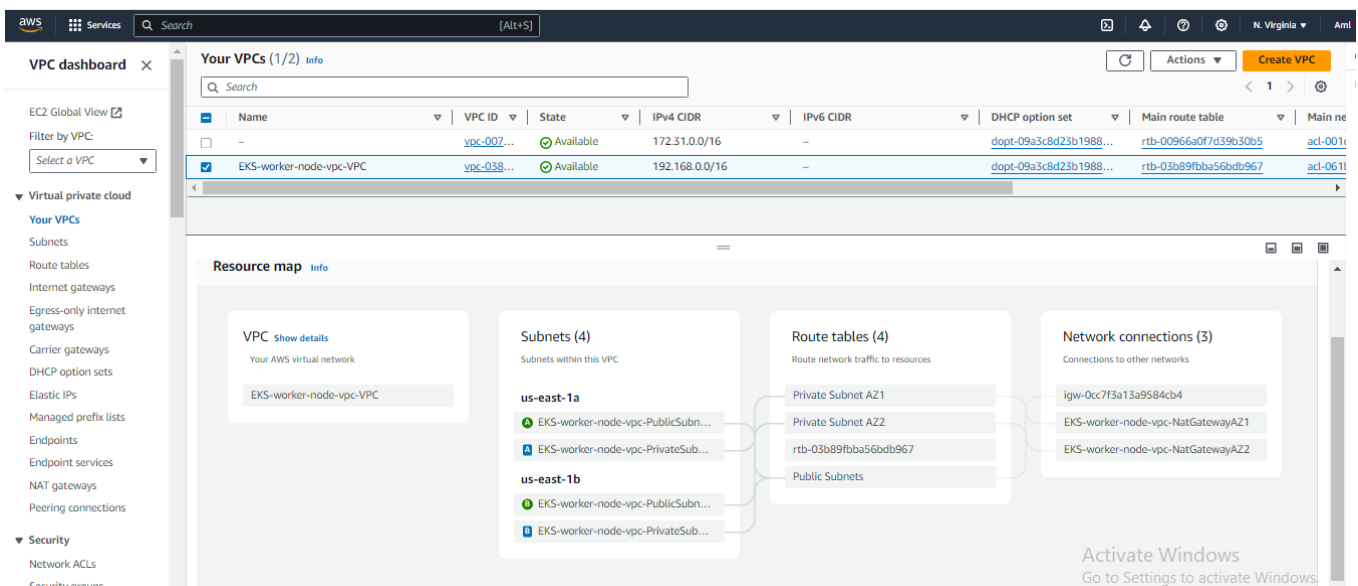 aws Services Search [Alt+S] N. Virginia ▼ Aml
VPC dashboard
EC2 Global View
Filter by VPC:
Select a VPC
Virtual private cloud
Your VPCs
Subnets
Route tables
Internet gateways
Egress-only internet
gateways
Carrier gateways
DHCP option sets
Elastic IPs
Managed prefix lists
Endpoints
Endpoint services
NAT gateways
Peering connections
Security
Network ACLs
Security groups
Your VPCs (1/2) Info
Actions ▼ Create VPC
Search
1
Name VPC ID State IPv4 CIDR IPv6 CIDR DHCP option set Main route table Main ne
– vpc-007... Available 172.31.0.0/16 – dopt-09a3c8d23b1988... rtb-00966a0f7d39b30b5 acl-001
EKS-worker-node-vpc-VPC vpc-038... Available 192.168.0.0/16 – dopt-09a3c8d23b1988... rtb-03b89fbba56bdb967 acl-061
Resource map Info
VPC Show details
Your AWS virtual network
EKS-worker-node-vpc-VPC
Subnets (4)
Subnets within this VPC
us-east-1a
A EKS-worker-node-vpc-PublicSubn...
A EKS-worker-node-vpc-PrivateSub...
us-east-1b
B EKS-worker-node-vpc-PublicSubn...
B EKS-worker-node-vpc-PrivateSub...
Route tables (4)
Route network traffic to resources
Private Subnet AZ1
Private Subnet AZ2
rtb-03b89fbba56bdb967
Public Subnets
Network connections (3)
Connections to other networks
igw-0cc7f3a13a9584cb4
EKS-worker-node-vpc-NatGatewayAZ1
EKS-worker-node-vpc-NatGatewayAZ2
Activate Windows
Go to Settings to activate Windows.